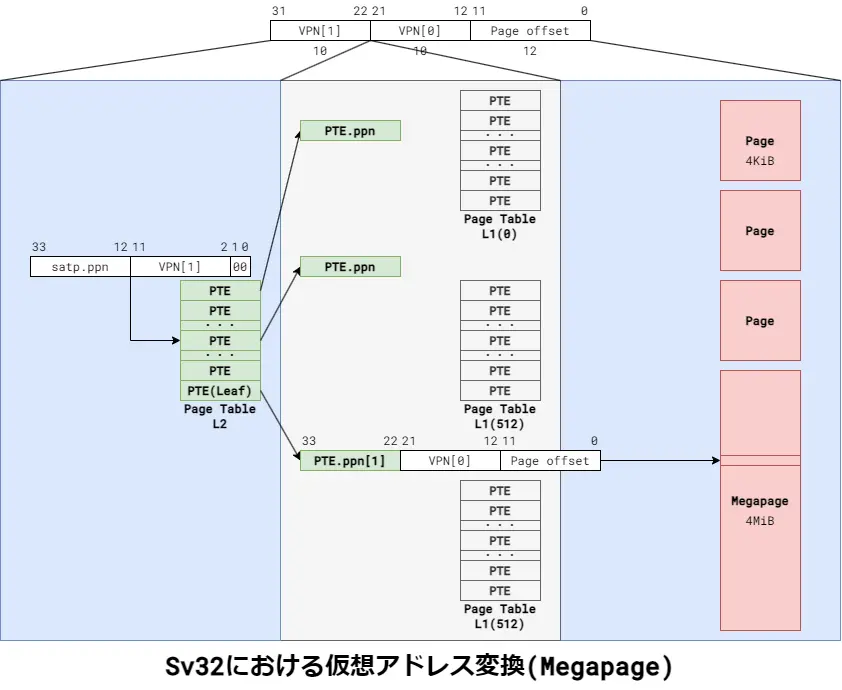 31 22 21 12 11 0
VPN[1] VPN[0] Page offset
10 10 12
PTE
PTE
. . .
PTE
. . .
PTE
PTE
Page Table
L1(0)
PTE.ppn
Page
4KiB
33 12 11 2 1 0
satp.ppn VPN[1] 00
PTE.ppn
Page
PTE
PTE
. . .
PTE
. . .
PTE
PTE(Leaf)
Page Table
L2
PTE
PTE
. . .
PTE
. . .
PTE
PTE
Page Table
L1(512)
Page
33 22 21 12 11 0
PTE.ppn[1] VPN[0] Page offset
Megapage
4MiB
PTE
PTE
. . .
PTE
. . .
PTE
PTE
Page Table
L1(512)
Sv32における仮想アドレス変換(Megapage)